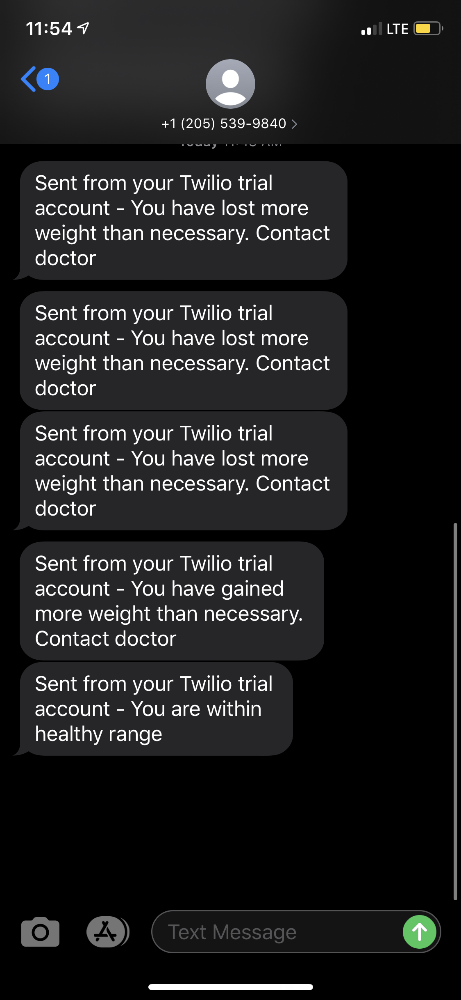 11:54
LTE
1
+1 (205) 539-9840
Today
Sent from your Twilio trial
account - You have lost more
weight than necessary. Contact
doctor
Sent from your Twilio trial
account - You have lost more
weight than necessary. Contact
doctor
Sent from your Twilio trial
account - You have lost more
weight than necessary. Contact
doctor
Sent from your Twilio trial
account - You have gained
more weight than necessary.
Contact doctor
Sent from your Twilio trial
account - You are within
healthy range
Text Message